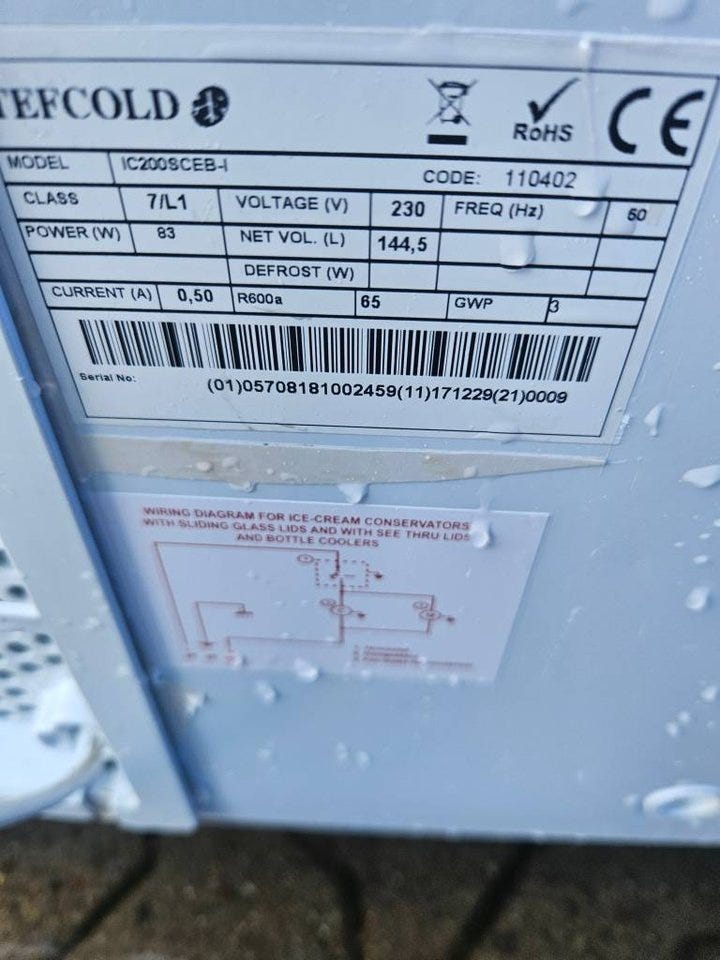 TEFCOLD
RoHS CE
MODEL IC200SCEB-I CODE: 110402
CLASS 7/L1 VOLTAGE (V) 230 FREQ (Hz) 60
POWER (W) 83 NET VOL. (L) 144,5
DEFROST (W)
CURRENT (A) 0,50 R600a 65 GWP 3
Serial No: (01)05708181002459(11)171229(21)0009
WIRING DIAGRAM FOR ICE-CREAM CONSERVATORS
WITH SLIDING GLASS LIDS AND WITH SEE THRU LIDS
AND BOTTLE COOLERS